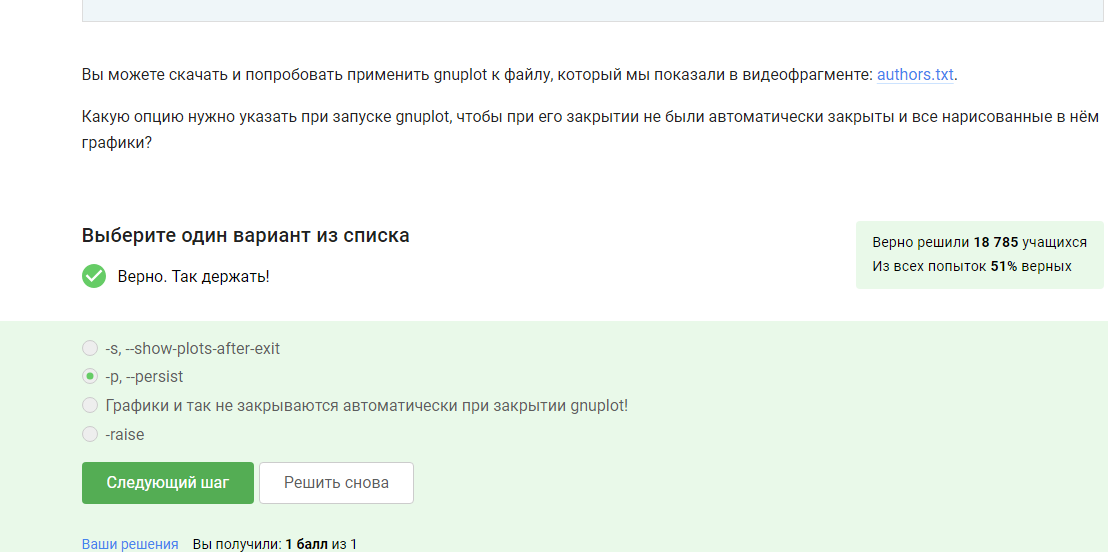 Вы можете скачать и попробовать применить gnuplot к файлу, который мы показали в видеофрагменте: authors.txt.
Какую опцию нужно указать при запуске gnuplot, чтобы при его закрытии не были автоматически закрыты и все нарисованные в нём
графики?
Выберите один вариант из списка
Верно. Так держать!
Верно решили 18 785 учащихся
Из всех попыток 51% верных
-s, --show-plots-after-exit
-p, --persist
Графики и так не закрываются автоматически при закрытии gnuplot!
-raise
Следующий шаг
Решить снова
Ваши решения Вы получили: 1 балл из 1